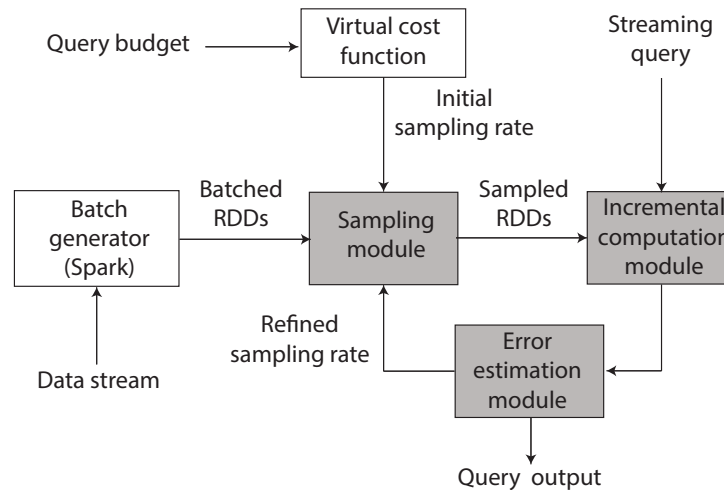 Query budget
Virtual cost
function
Streaming
query
Initial
sampling rate
Batch
generator
(Spark)
Batched
RDDs
Sampling
module
Sampled
RDDs
Incremental
computation
module
Refined
sampling rate
Error
estimation
module
Data stream
Query output